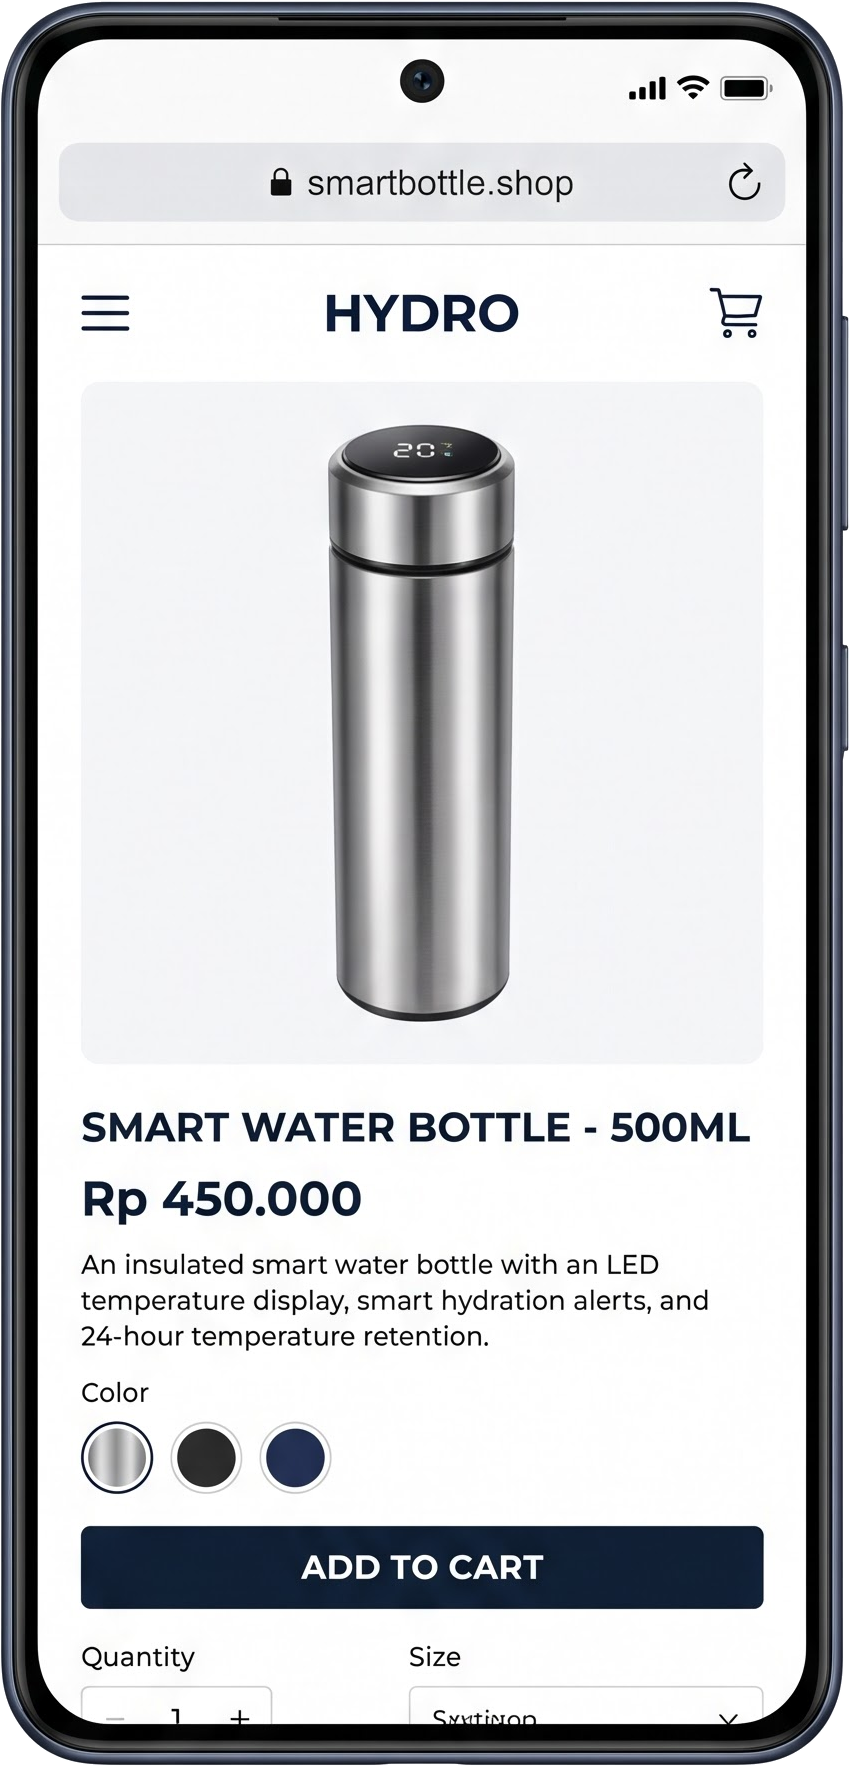 smartbottle.shop
HYDRO
20
SMART WATER BOTTLE - 500ML
Rp 450.000
An insulated smart water bottle with an LED
temperature display, smart hydration alerts, and
24-hour temperature retention.
Color
ADD TO CART
Quantity
Size
− 1 +